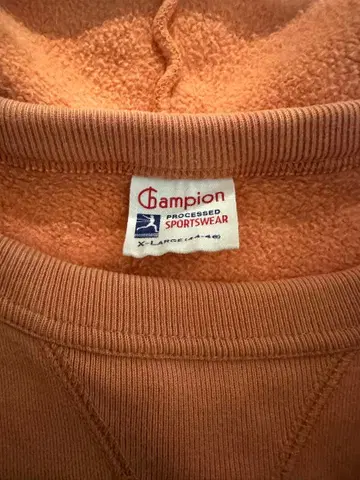 Champion
PROCESSED
SPORTSWEAR
X-LARGE (44-46)